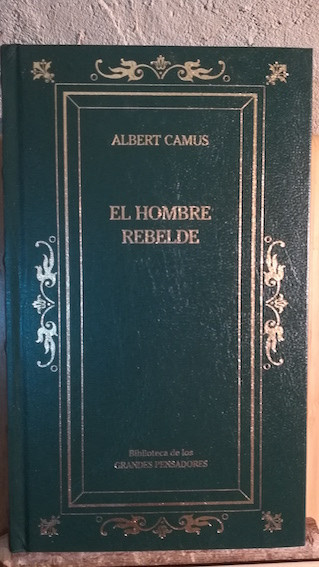 ALBERT CAMUS
EL HOMBRE
REBELDE
Biblioteca de los
GRANDES PENSADORES